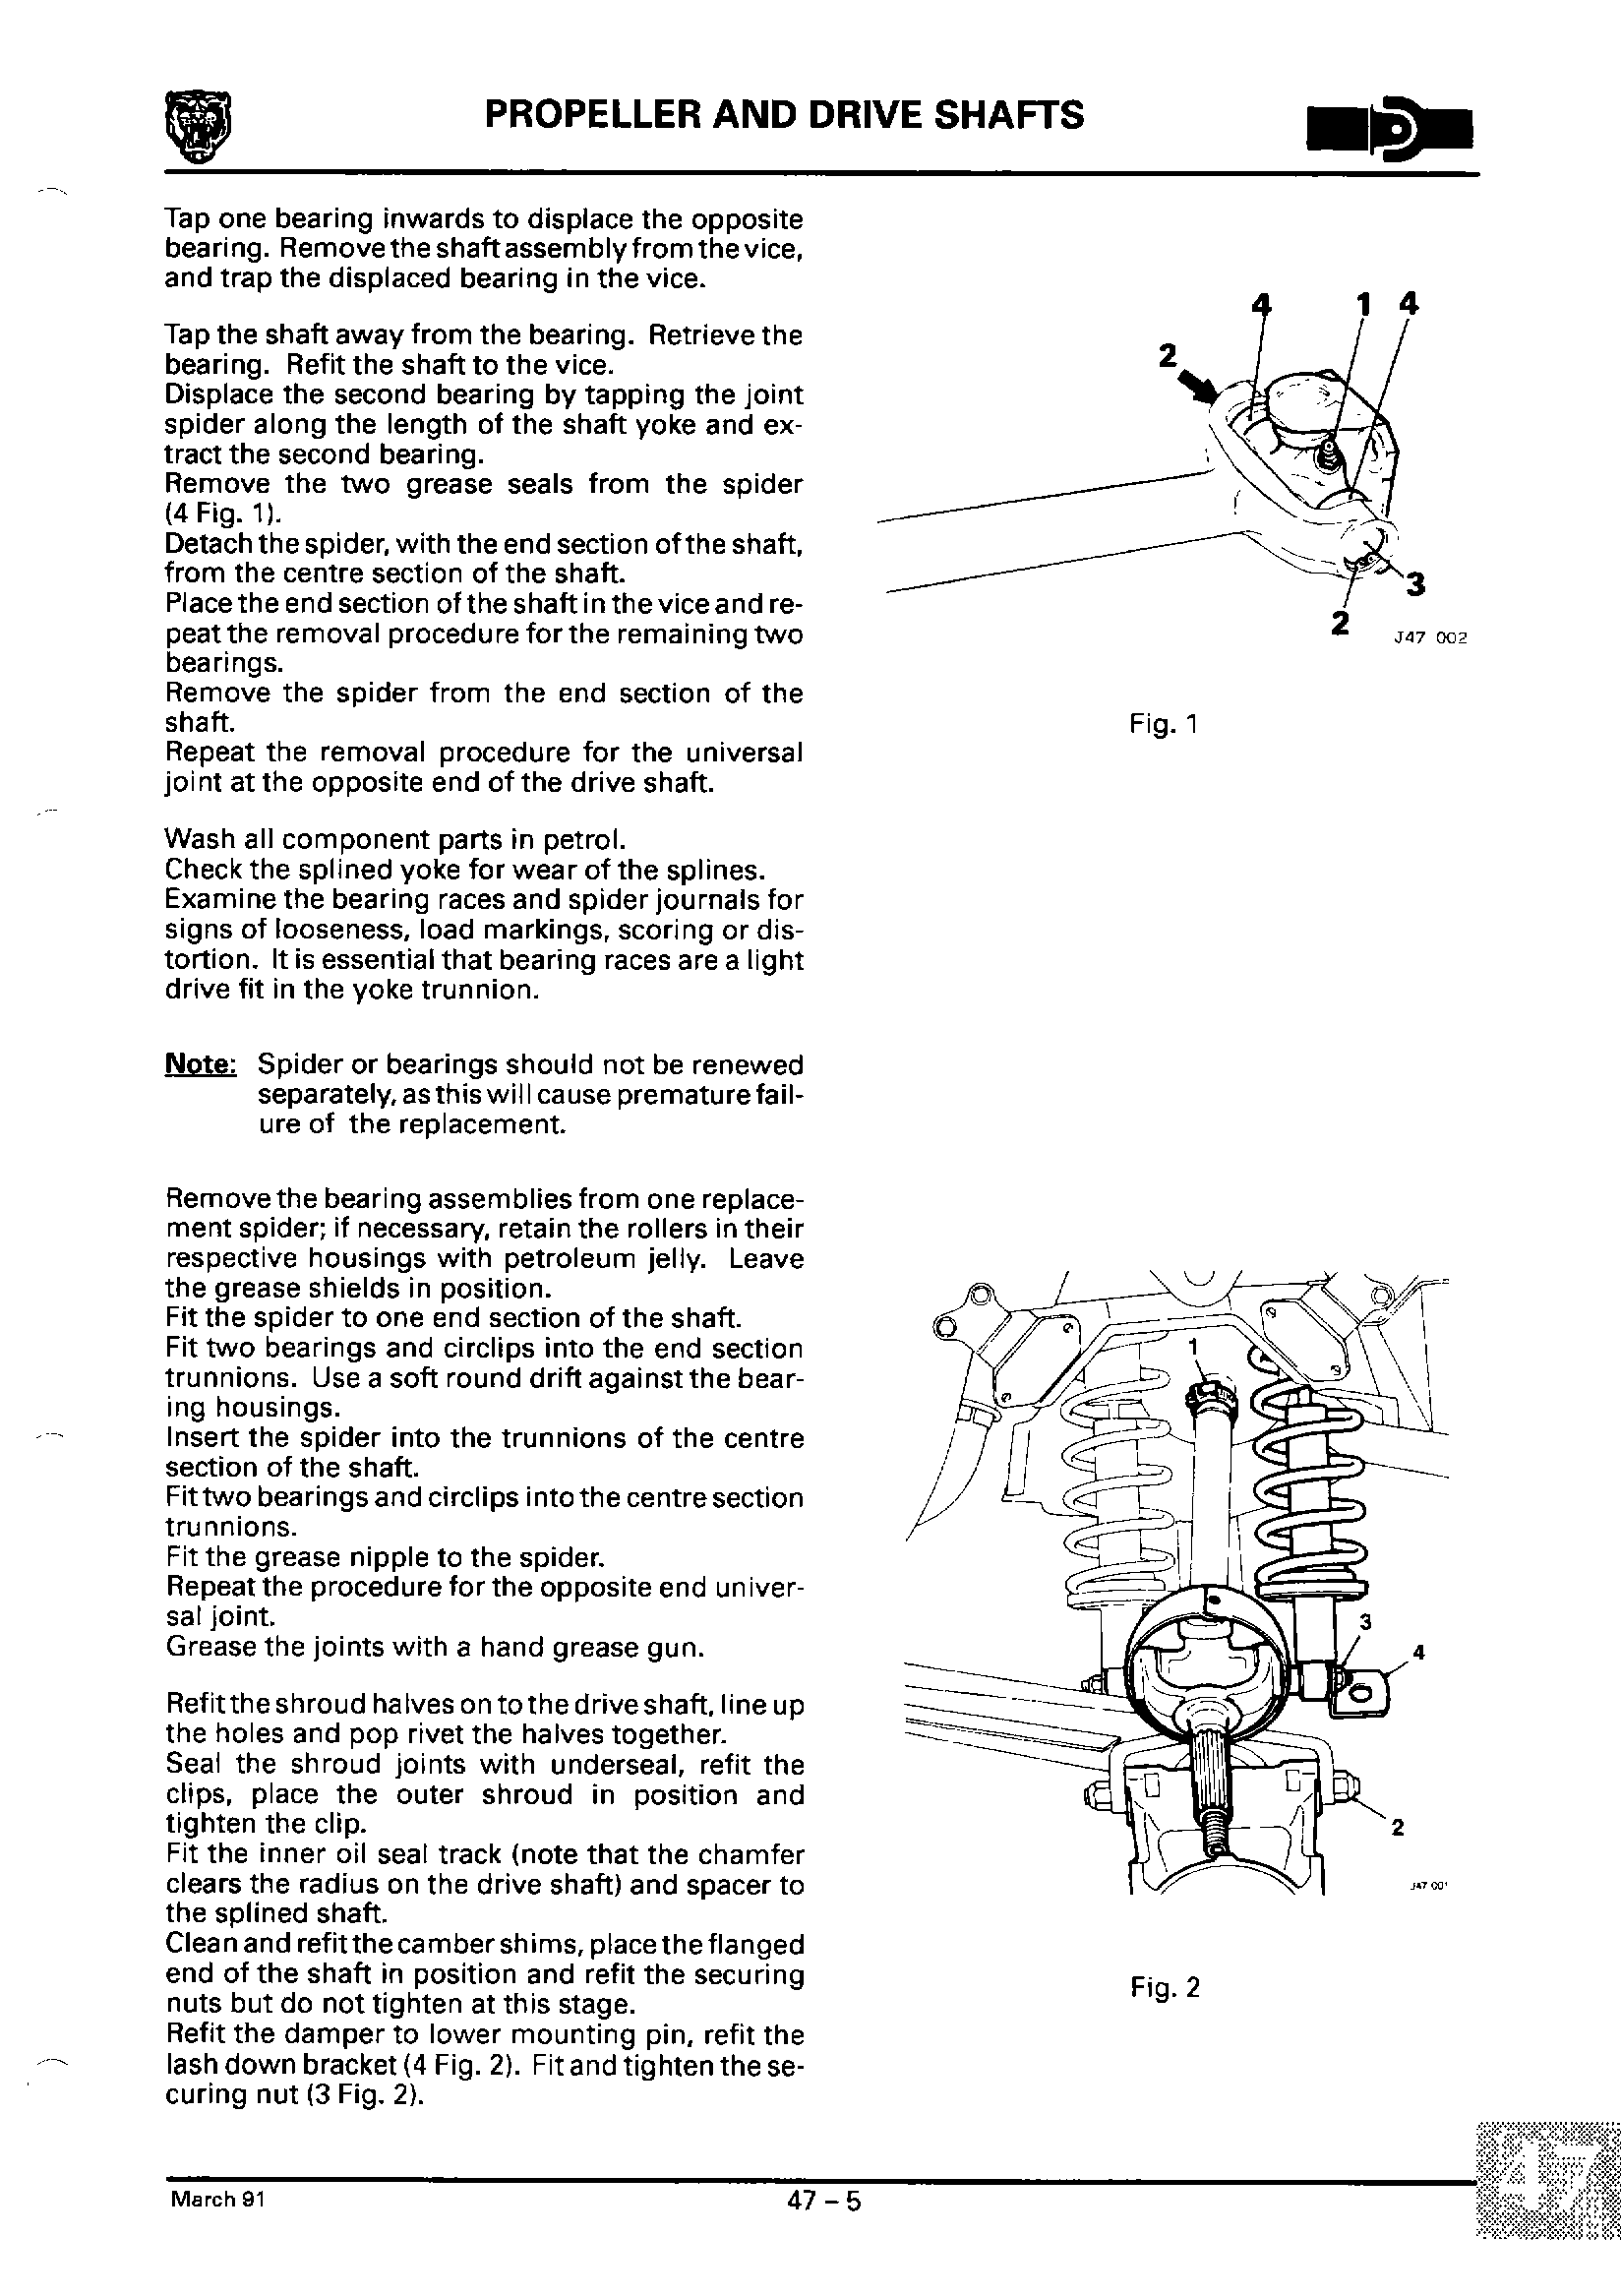 PROPELLER AND DRIVE SHAFTS
Tap one bearing inwards to displace the opposite
bearing. Remove the shaft assembly from the vice,
and trap the displaced bearing in the vice.
Tap the shaft away from the bearing. Retrieve the
bearing. Refit the shaft to the vice.
Displace the second bearing by tapping the joint
spider along the length of the shaft yoke and ex-
tract the second bearing.
Remove the two grease seals from the spider
(4 Fig. 1).
Detach the spider, with the end section of the shaft,
from the centre section of the shaft.
Place the end section of the shaft in the vice and re-
peat the removal procedure for the remaining two
bearings.
Remove the spider from the end section of the
shaft.
Repeat the removal procedure for the universal
joint at the opposite end of the drive shaft.
Wash all component parts in petrol.
Check the splined yoke for wear of the splines.
Examine the bearing races and spider journals for
signs of looseness, load markings, scoring or dis-
tortion. It is essential that bearing races are a light
drive fit in the yoke trunnion.
Note: Spider or bearings should not be renewed
separately, as this will cause premature fail-
ure of the replacement.
Remove the bearing assemblies from one replace-
ment spider; if necessary, retain the rollers in their
respective housings with petroleum jelly. Leave
the grease shields in position.
Fit the spider to one end section of the shaft.
Fit two bearings and circlips into the end section
trunnions. Use a soft round drift against the bear-
ing housings.
Insert the spider into the trunnions of the centre
section of the shaft.
Fit two bearings and circlips into the centre section
trunnions.
Fit the grease nipple to the spider.
Repeat the procedure for the opposite end univer-
sal joint.
Grease the joints with a hand grease gun.
Refit the shroud halves on to the drive shaft, line up
the holes and pop rivet the halves together.
Seal the shroud joints with underseal, refit the
clips, place the outer shroud in position and
tighten the clip.
Fit the inner oil seal track (note that the chamfer
clears the radius on the drive shaft) and spacer to
the splined shaft.
Clean and refit the camber shims, place the flanged
end of the shaft in position and refit the securing
nuts but do not tighten at this stage.
Refit the damper to lower mounting pin, refit the
lash down bracket (4 Fig. 2). Fit and tighten the se-
curing nut (3 Fig. 2).
4 1 4
2
3
2
J47 002
Fig. 1
1
3
4
2
J47 001
Fig. 2
March 91
47 – 5
47